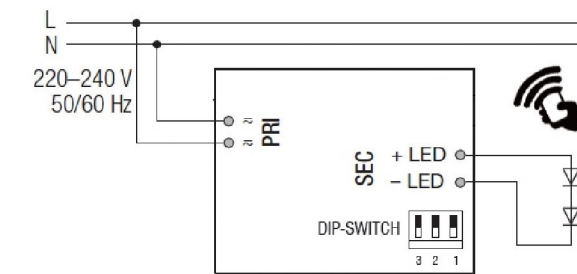 L
N
220–240 V
50/60 Hz
≂ PRI
≂
SEC
+ LED
– LED
DIP-SWITCH
3 2 1